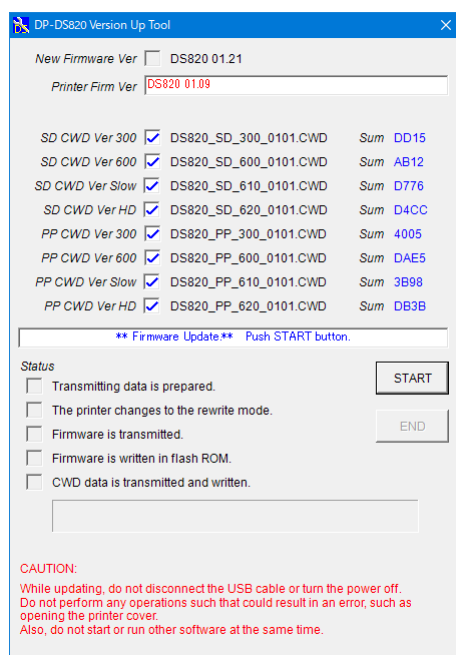 DP-DS820 Version Up Tool
New Firmware Ver DS820 01.21
Printer Firm Ver DS820 01.09
SD CWD Ver 300 DS820_SD_300_0101.CWD Sum DD15
SD CWD Ver 600 DS820_SD_600_0101.CWD Sum AB12
SD CWD Ver Slow DS820_SD_610_0101.CWD Sum D776
SD CWD Ver HD DS820_SD_620_0101.CWD Sum D4CC
PP CWD Ver 300 DS820_PP_300_0101.CWD Sum 4005
PP CWD Ver 600 DS820_PP_600_0101.CWD Sum DAE5
PP CWD Ver Slow DS820_PP_610_0101.CWD Sum 3B98
PP CWD Ver HD DS820_PP_620_0101.CWD Sum DB3B
** Firmware Update.** Push START button.
Status
START
Transmitting data is prepared.
The printer changes to the rewrite mode.
END
Firmware is transmitted.
Firmware is written in flash ROM.
CWD data is transmitted and written.
CAUTION:
While updating, do not disconnect the USB cable or turn the power off.
Do not perform any operations such that could result in an error, such as
opening the printer cover.
Also, do not start or run other software at the same time.